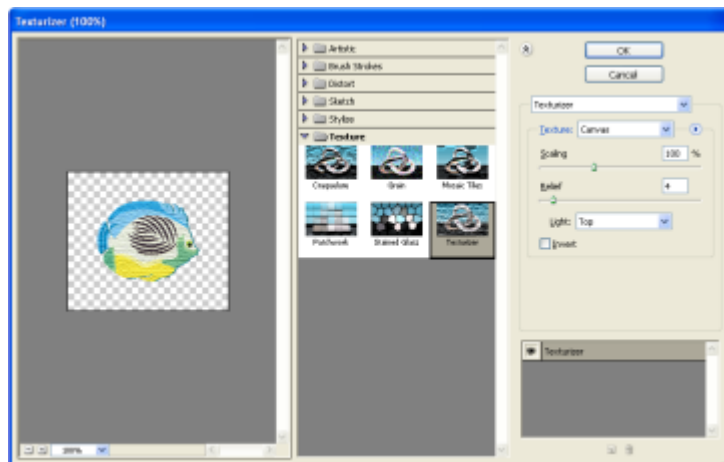 Texturizer (100%)
Artistic
Brush Strokes
Distort
Sketch
Stylize
Texture
Craquelure
Grain
Mosaic Tiles
Patchwork
Stained Glass
Texturizer
100%
OK
Cancel
Texturizer
Texture: Canvas
Scaling 100 %
Relief 4
Light: Top
Invert
Texturizer